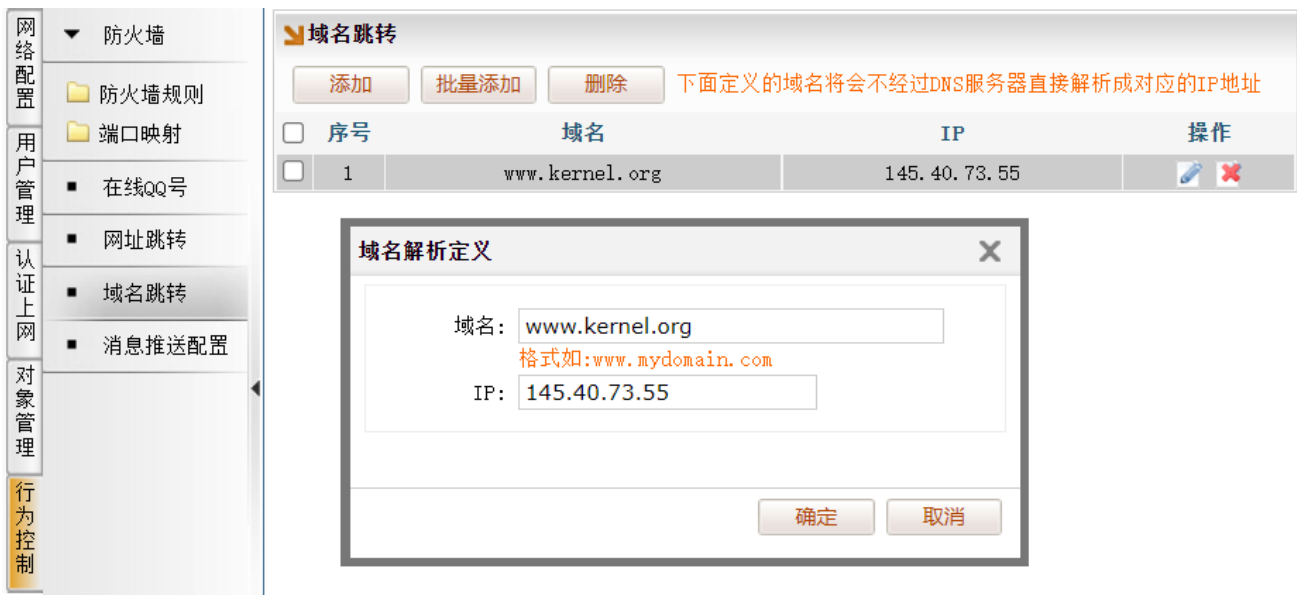 网络配置
用户管理
认证上网
对象管理
行为控制
防火墙
防火墙规则
端口映射
在线QQ号
网址跳转
域名跳转
消息推送配置
域名跳转
添加 批量添加 删除 下面定义的域名将会不经过DNS服务器直接解析成对应的IP地址
序号 域名 IP 操作
1 www.kernel.org 145.40.73.55
域名解析定义
域名: www.kernel.org
格式如:www.mydomain.com
IP: 145.40.73.55
确定 取消